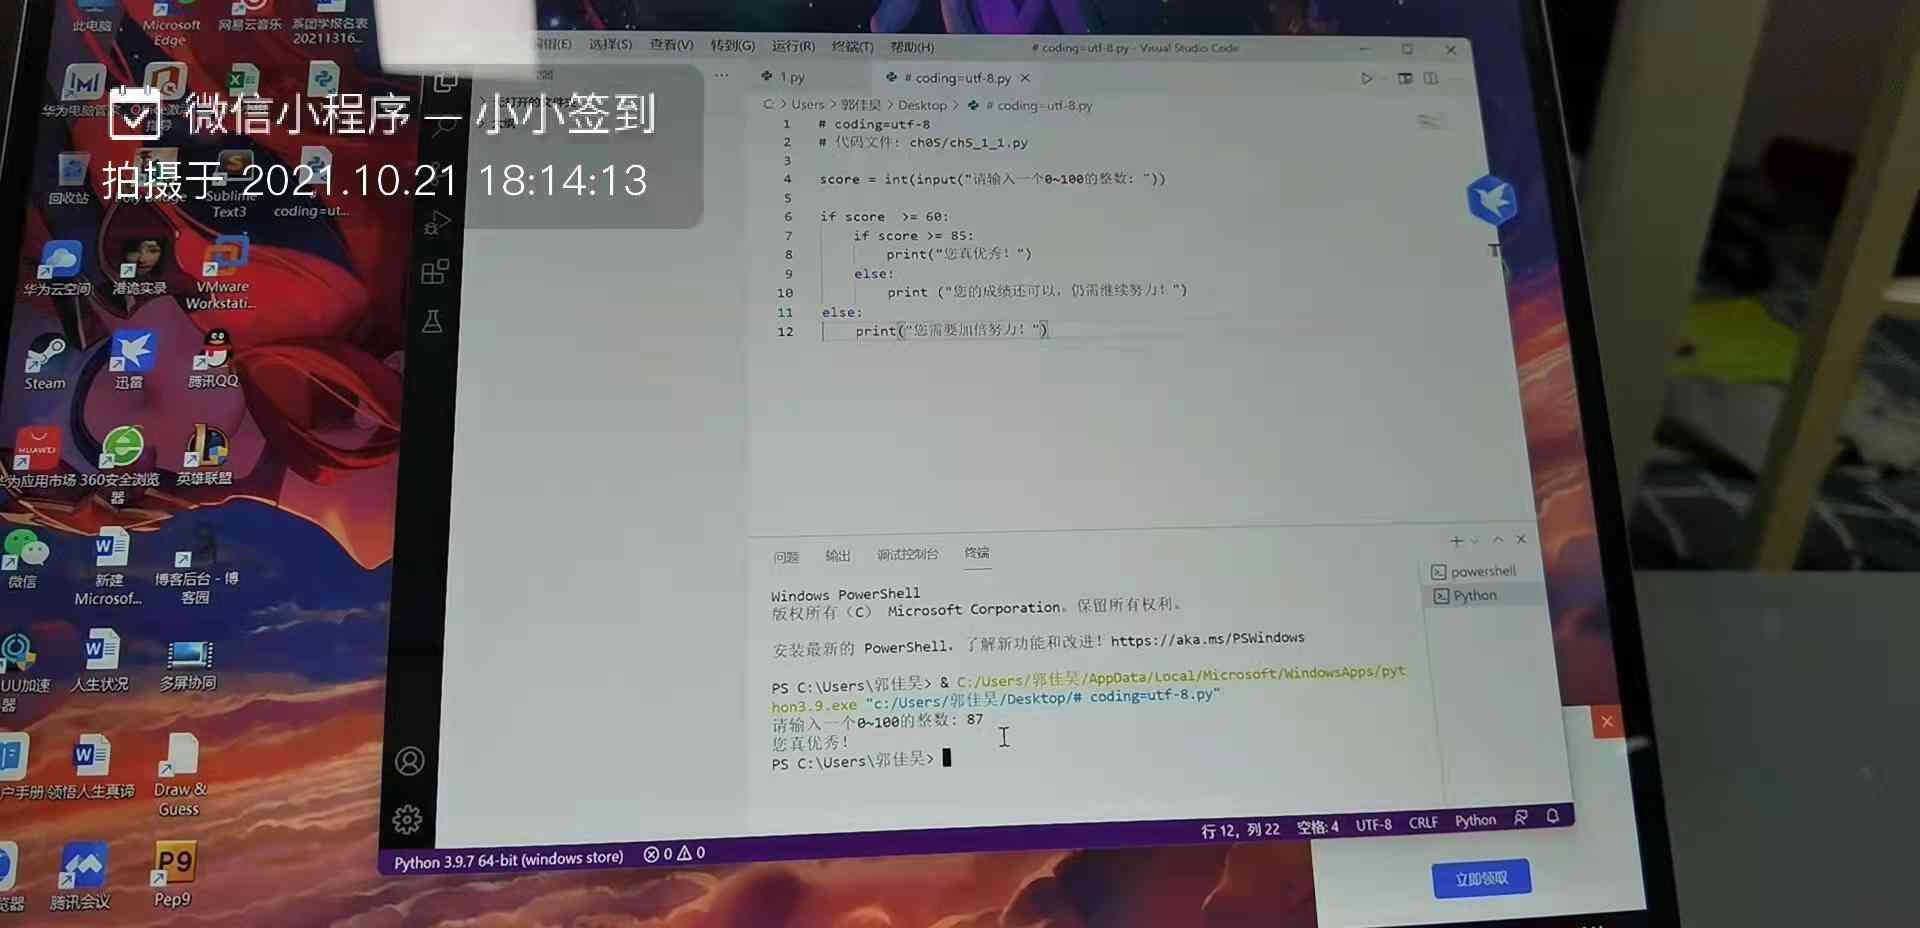 此电脑
Microsoft Edge
网易云音乐
系团学报名表20211316...
微信小程序 — 小小签到
拍摄于 2021.10.21 18:14:13
回收站
Sublime Text3
coding=ut...
华为云空间
港诡实录
VMware Workstati...
Steam
迅雷
腾讯QQ
HUAWEI
华为应用市场
360安全浏览器
英雄联盟
微信
新建 Microsof...
博客后台 - 博客园
UU加速器
人生状况
多屏协同
户手册
领悟人生真谛
Draw & Guess
览器
腾讯会议
P9
Pep9
选择(S) 查看(V) 转到(G) 运行(R) 终端(T) 帮助(H)
# coding=utf-8.py - Visual Studio Code
1.py
# coding=utf-8.py
C: > Users > 郭佳昊 > Desktop > # coding=utf-8.py
1 # coding=utf-8
2 # 代码文件: ch05/ch5_1_1.py
3
4 score = int(input("请输入一个0~100的整数: "))
5
6 if score  >= 60:
7     if score >= 85:
8         print("您真优秀! ")
9     else:
10         print ("您的成绩还可以, 仍需继续努力! ")
11 else:
12     print("您需要加倍努力! ")
问题 输出 调试控制台 终端
powershell
Python
Windows PowerShell
版权所有 (C) Microsoft Corporation。保留所有权利。
安装最新的 PowerShell，了解新功能和改进! https://aka.ms/PSWindows
PS C:\Users\郭佳昊> & C:/Users/郭佳昊/AppData/Local/Microsoft/WindowsApps/pyt
hon3.9.exe "c:/Users/郭佳昊/Desktop/# coding=utf-8.py"
请输入一个0~100的整数: 87
您真优秀!
PS C:\Users\郭佳昊>
Python 3.9.7 64-bit (windows store) 0 0
行 12, 列 22 空格: 4 UTF-8 CRLF Python
立即领取